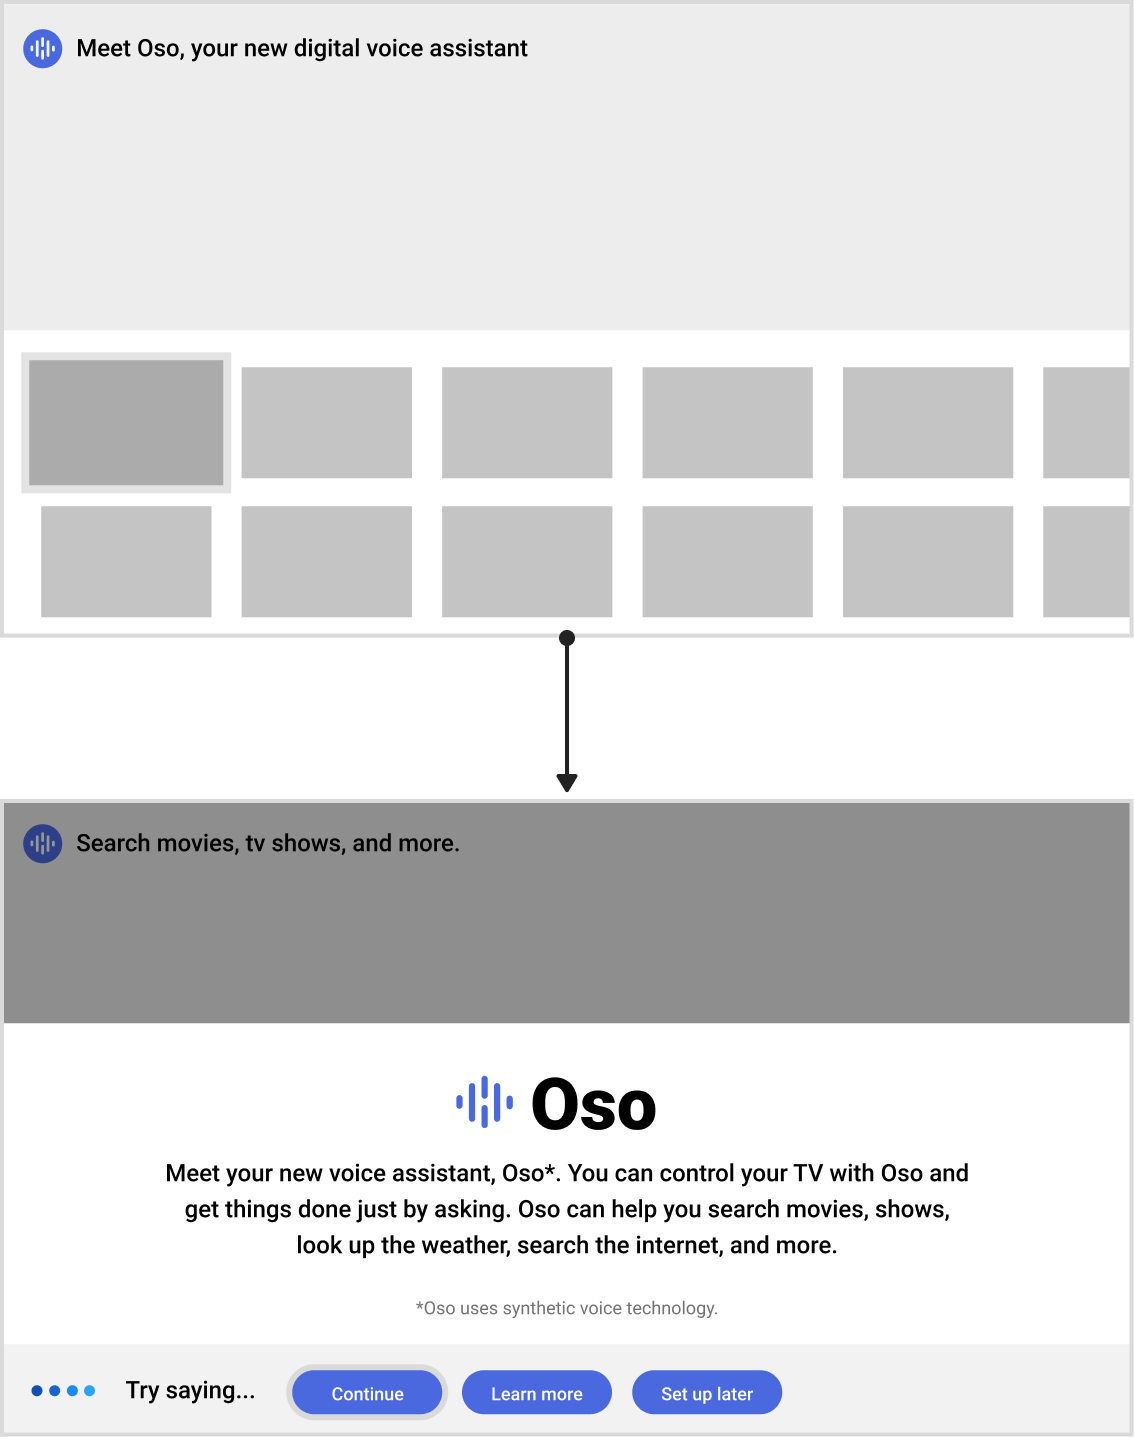 Meet Oso, your new digital voice assistant
Search movies, tv shows, and more.
Oso
Meet your new voice assistant, Oso*. You can control your TV with Oso and
get things done just by asking. Oso can help you search movies, shows,
look up the weather, search the internet, and more.
*Oso uses synthetic voice technology.
Try saying... Continue Learn more Set up later